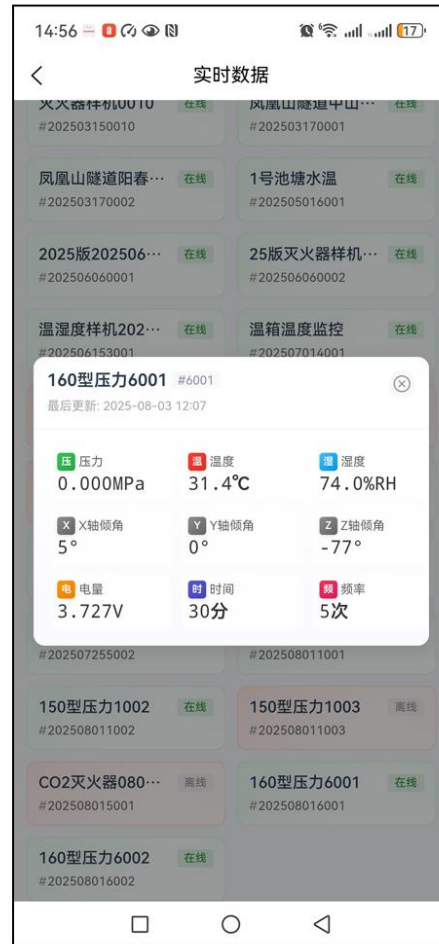 14:56
17
实时数据
灭火器样机0010 在线 凤凰山隧道中山… 在线
#202503150010 #202503170001
凤凰山隧道阳春… 在线 1号池塘水温 在线
#202503170002 #202505016001
2025版202506… 在线 25版灭火器样机… 在线
#202506060001 #202506060002
温湿度样机202… 在线 温箱温度监控 在线
#202506153001 #202507014001
160型压力6001 #6001
最后更新: 2025-08-03 12:07
压 压力 温 温度 湿 湿度
0.000MPa 31.4℃ 74.0%RH
X X轴倾角 Y Y轴倾角 Z Z轴倾角
5° 0° -77°
电 电量 时 时间 频 频率
3.727V 30分 5次
#202507255002 #202508011001
150型压力1002 在线 150型压力1003 离线
#202508011002 #202508011003
CO2灭火器080… 离线 160型压力6001 在线
#202508015001 #202508016001
160型压力6002 在线
#202508016002